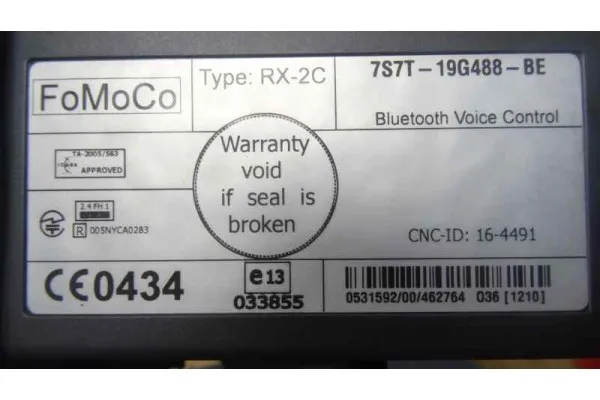 FoMoCo
Type: RX-2C
7S7T-19G488-BE
Bluetooth Voice Control
TA-2005/563
APPROVED
Warranty
void
if seal is
broken
2.4 FH 1
R 005NYCA0283
CNC-ID: 16-4491
CE0434
e13
033855
0531592/00/462764 036 [1210]